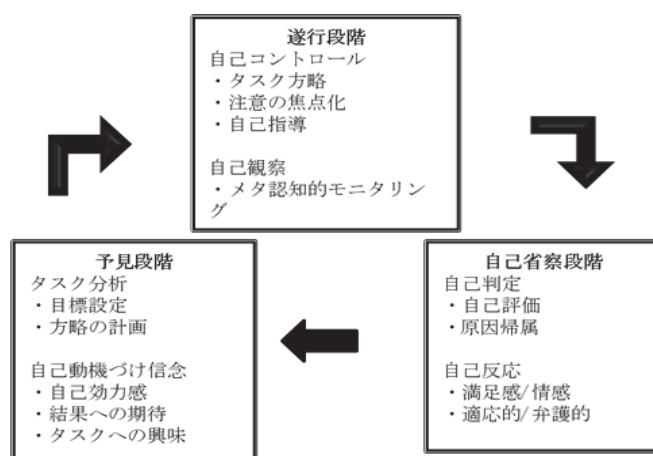 遂行段階
自己コントロール
・タスク方略
・注意の焦点化
・自己指導
自己観察
・メタ認知的モニタリン
グ
予見段階
タスク分析
・目標設定
・方略の計画
自己動機づけ信念
・自己効力感
・結果への期待
・タスクへの興味
自己省察段階
自己判定
・自己評価
・原因帰属
自己反応
・満足感/情感
・適応的/弁護的